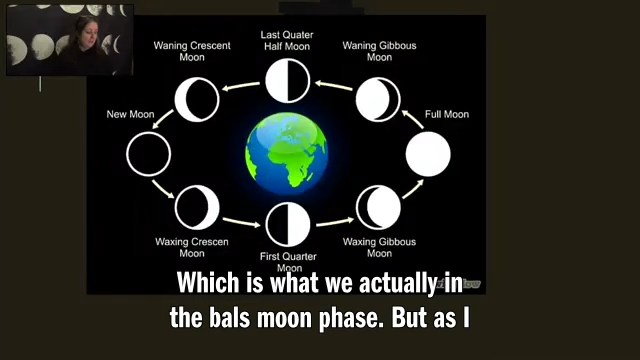 Last Quater
Half Moon
Waning Crescent
Moon
Waning Gibbous
Moon
New Moon
Full Moon
Waxing Crescen
Moon
First Quarter
Moon
Waxing Gibbous
Moon
Which is what we actually in
the bals moon phase. But as I